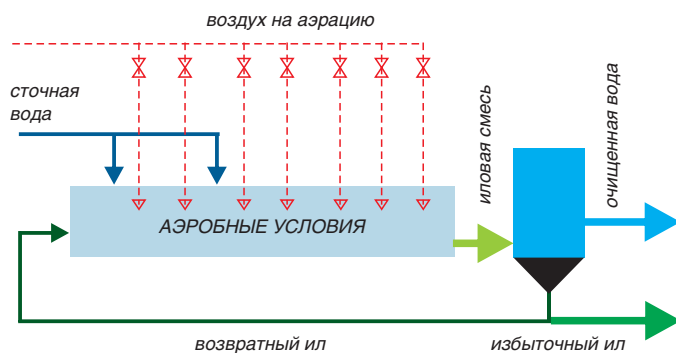 воздух на аэрацию
сточная
вода
иловая смесь
очищенная вода
АЭРОБНЫЕ УСЛОВИЯ
возвратный ил
избыточный ил